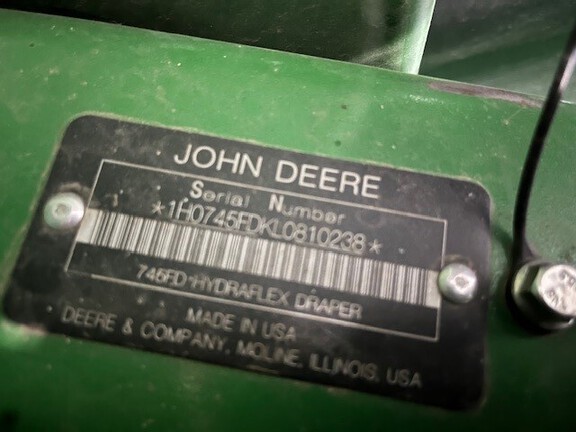 JOHN DEERE
Serial Number
*1H0745FDKL0810238*
745FD HYDRAFLEX DRAPER
MADE IN USA
DEERE & COMPANY, MOLINE, ILLINOIS, USA